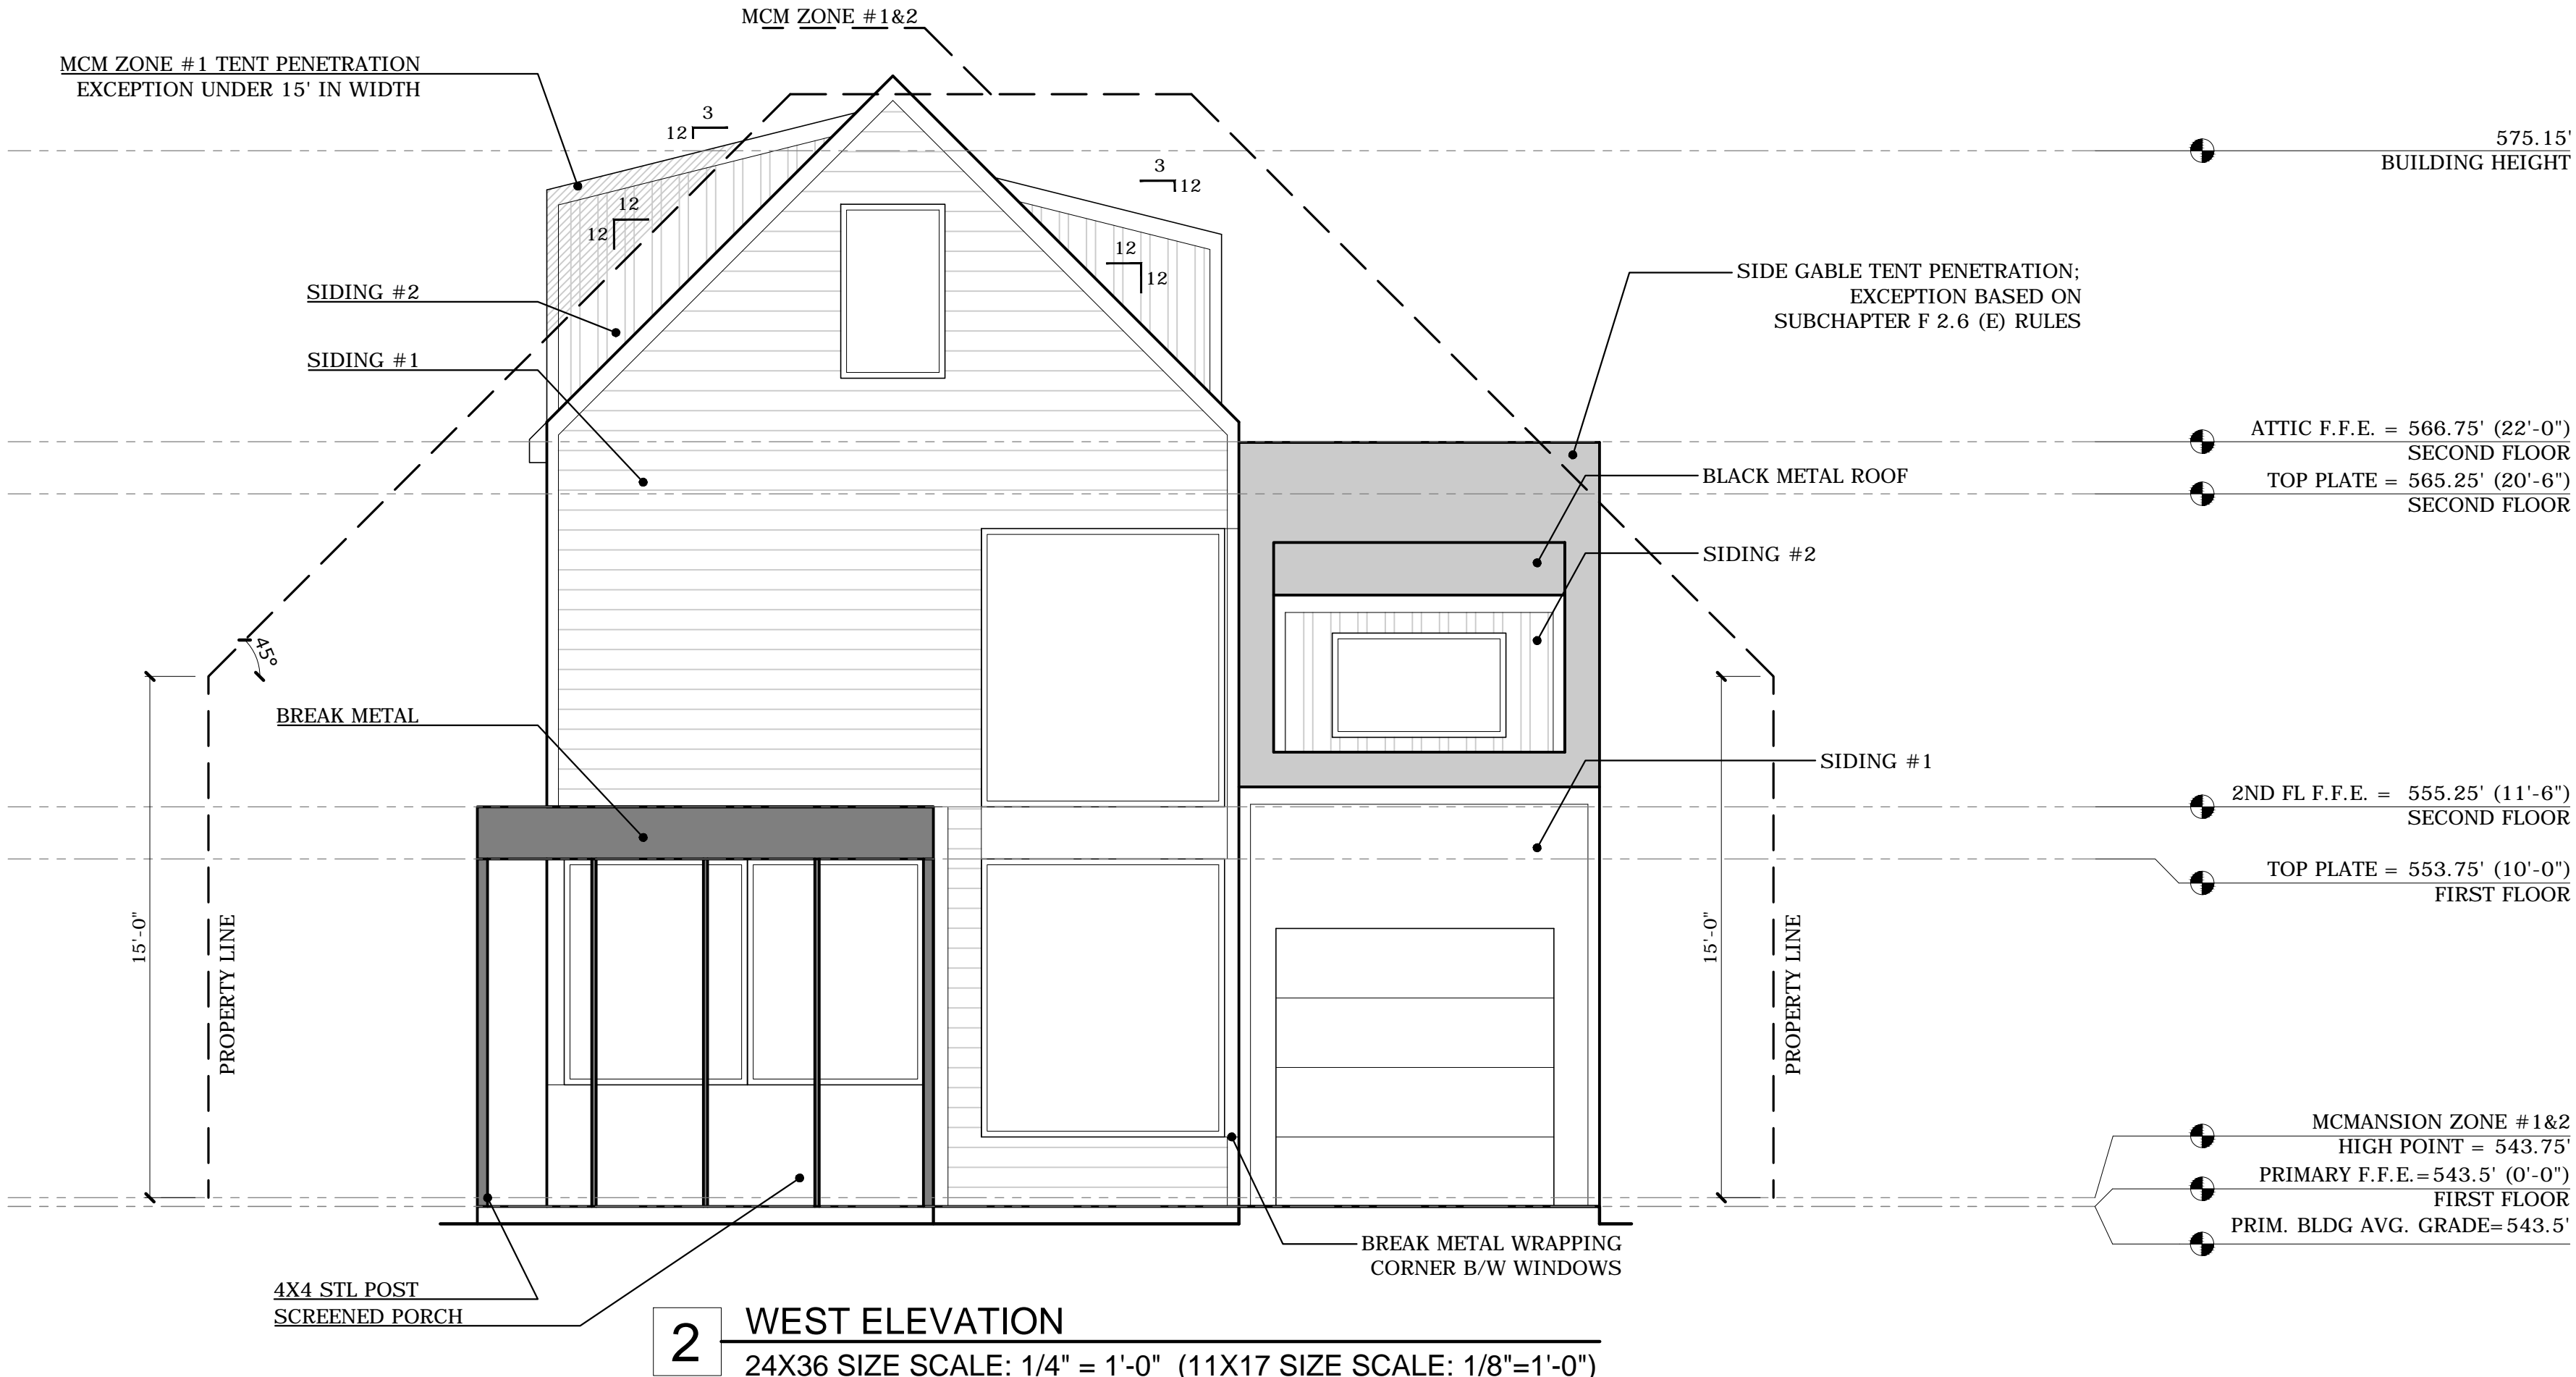 MCM ZONE #1&2
MCM ZONE #1 TENT PENETRATION
EXCEPTION UNDER 15' IN WIDTH
3
12
3
12
12
12
12
12
575.15'
BUILDING HEIGHT
SIDE GABLE TENT PENETRATION;
EXCEPTION BASED ON
SUBCHAPTER F 2.6 (E) RULES
SIDING #2
SIDING #1
ATTIC F.F.E. = 566.75' (22'-0")
SECOND FLOOR
BLACK METAL ROOF
TOP PLATE = 565.25' (20'-6")
SECOND FLOOR
SIDING #2
45°
BREAK METAL
SIDING #1
2ND FL F.F.E. = 555.25' (11'-6")
SECOND FLOOR
TOP PLATE = 553.75' (10'-0")
FIRST FLOOR
15'-0"
PROPERTY LINE
15'-0"
PROPERTY LINE
MCMANSION ZONE #1&2
HIGH POINT = 543.75'
PRIMARY F.F.E.=543.5' (0'-0")
FIRST FLOOR
PRIM. BLDG AVG. GRADE=543.5'
BREAK METAL WRAPPING
CORNER B/W WINDOWS
4X4 STL POST
SCREENED PORCH
2
WEST ELEVATION
24X36 SIZE SCALE: 1/4" = 1'-0" (11X17 SIZE SCALE: 1/8"=1'-0")